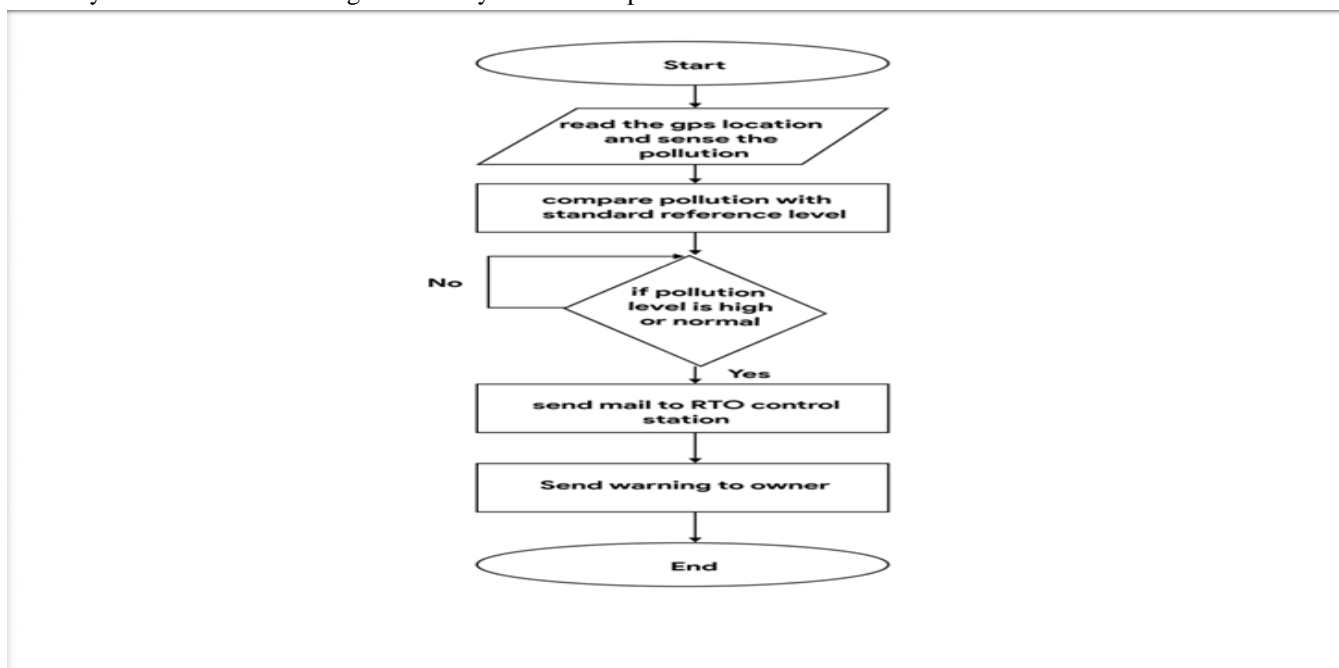 Start
read the gps location
and sense the
pollution
compare pollution with
standard reference level
No
if pollution
level is high
or normal
Yes
send mail to RTO control
station
Send warning to owner
End